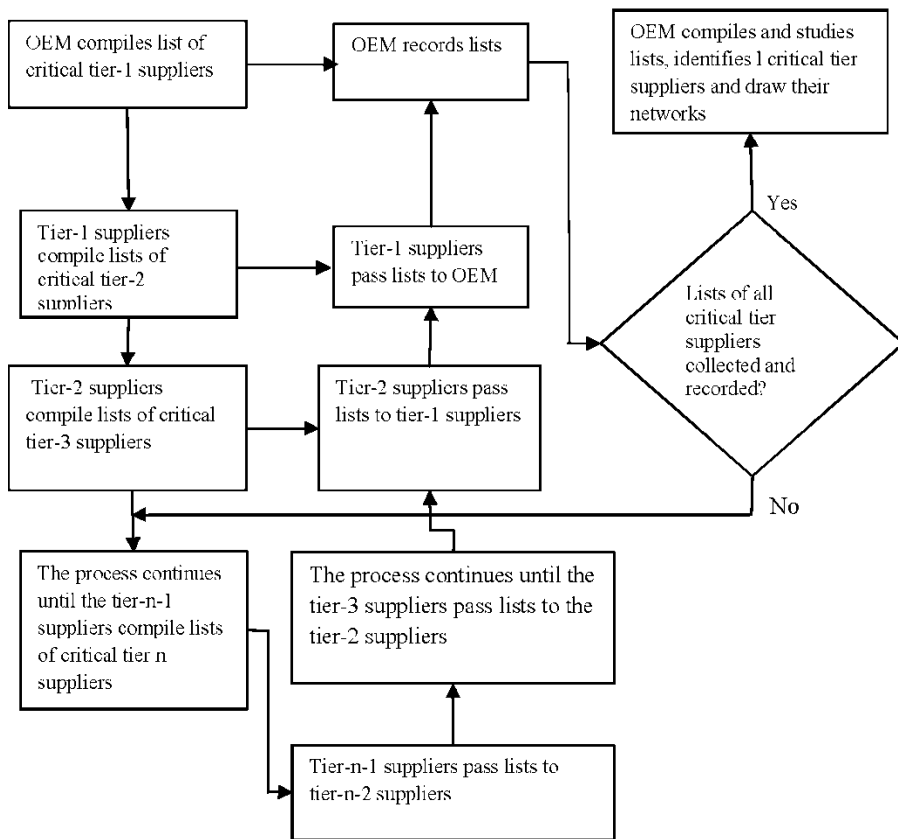 OEM compiles list of
critical tier-1 suppliers
OEM records lists
OEM compiles and studies
lists, identifies l critical tier
suppliers and draw their
networks
Yes
Tier-1 suppliers
compile lists of
critical tier-2
suppliers
Tier-1 suppliers
pass lists to OEM
Lists of all
critical tier
suppliers
collected and
recorded?
Tier-2 suppliers
compile lists of critical
tier-3 suppliers
Tier-2 suppliers pass
lists to tier-1 suppliers
No
The process continues
until the tier-n-1
suppliers compile lists
of critical tier n
suppliers
The process continues until the
tier-3 suppliers pass lists to the
tier-2 suppliers
Tier-n-1 suppliers pass lists to
tier-n-2 suppliers